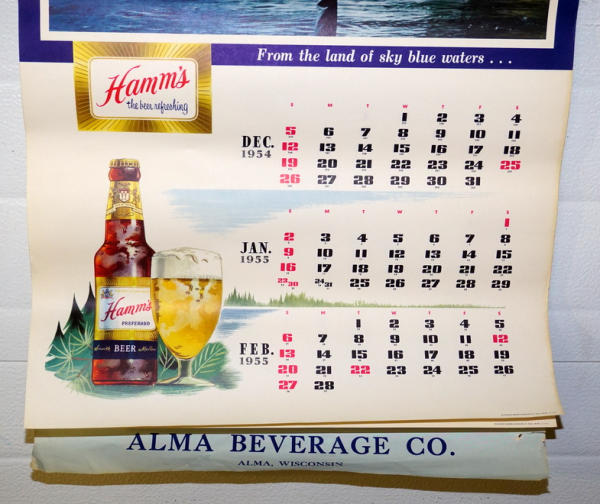 From the land of sky blue waters . . .
Hamm's
the beer refreshing
DEC.
1954
S M T W T F S
1 2 3 4
5 6 7 8 9 10 11
12 13 14 15 16 17 18
19 20 21 22 23 24 25
26 27 28 29 30 31
JAN.
1955
S M T W T F S
1
2 3 4 5 6 7 8
9 10 11 12 13 14 15
16 17 18 19 20 21 22
23 30 24 31 25 26 27 28 29
FEB.
1955
S M T W T F S
1 2 3 4 5
6 7 8 9 10 11 12
13 14 15 16 17 18 19
20 21 22 23 24 25 26
27 28
Hamm's
PREFERRED
BEER
ALMA BEVERAGE CO.
ALMA, WISCONSIN